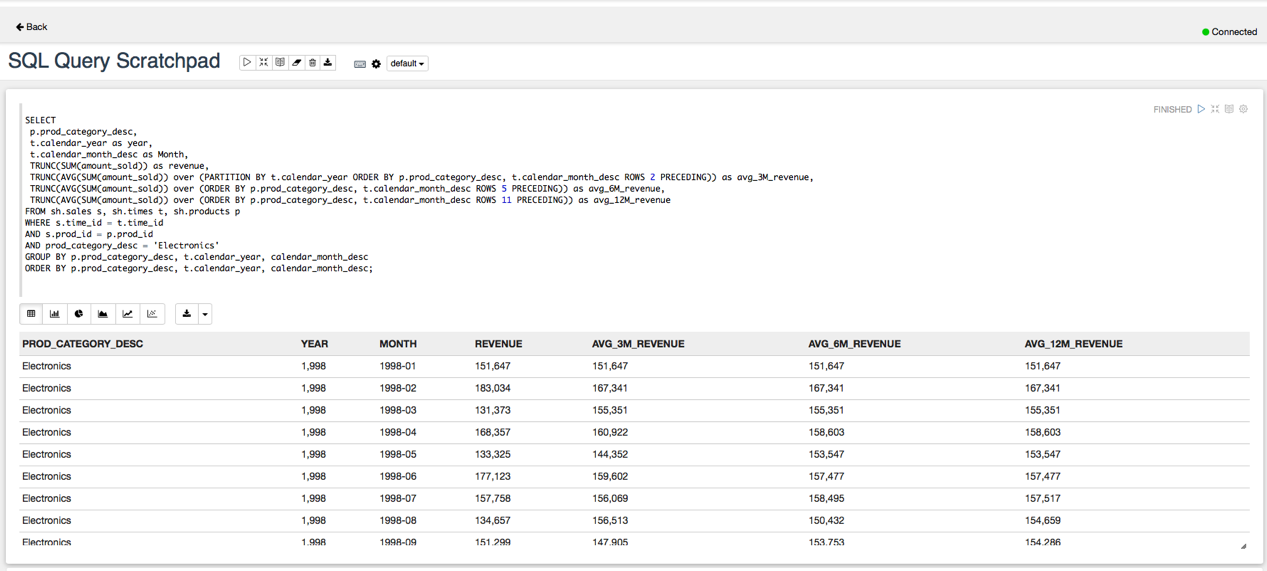 Back
Connected
SQL Query Scratchpad
default
FINISHED
SELECT
p.prod_category_desc,
t.calendar_year as year,
t.calendar_month_desc as Month,
TRUNC(SUM(amount_sold)) as revenue,
TRUNC(AVG(SUM(amount_sold)) over (PARTITION BY t.calendar_year ORDER BY p.prod_category_desc, t.calendar_month_desc ROWS 2 PRECEDING)) as avg_3M_revenue,
TRUNC(AVG(SUM(amount_sold)) over (ORDER BY p.prod_category_desc, t.calendar_month_desc ROWS 5 PRECEDING)) as avg_6M_revenue,
TRUNC(AVG(SUM(amount_sold)) over (ORDER BY p.prod_category_desc, t.calendar_month_desc ROWS 11 PRECEDING)) as avg_12M_revenue
FROM sh.sales s, sh.times t, sh.products p
WHERE s.time_id = t.time_id
AND s.prod_id = p.prod_id
AND prod_category_desc = 'Electronics'
GROUP BY p.prod_category_desc, t.calendar_year, calendar_month_desc
ORDER BY p.prod_category_desc, t.calendar_year, calendar_month_desc;
PROD_CATEGORY_DESC YEAR MONTH REVENUE AVG_3M_REVENUE AVG_6M_REVENUE AVG_12M_REVENUE
Electronics 1,998 1998-01 151,647 151,647 151,647 151,647
Electronics 1,998 1998-02 183,034 167,341 167,341 167,341
Electronics 1,998 1998-03 131,373 155,351 155,351 155,351
Electronics 1,998 1998-04 168,357 160,922 158,603 158,603
Electronics 1,998 1998-05 133,325 144,352 153,547 153,547
Electronics 1,998 1998-06 177,123 159,602 157,477 157,477
Electronics 1,998 1998-07 157,758 156,069 158,495 157,517
Electronics 1,998 1998-08 134,657 156,513 150,432 154,659
Electronics 1,998 1998-09 151,299 147,905 153,753 154,286